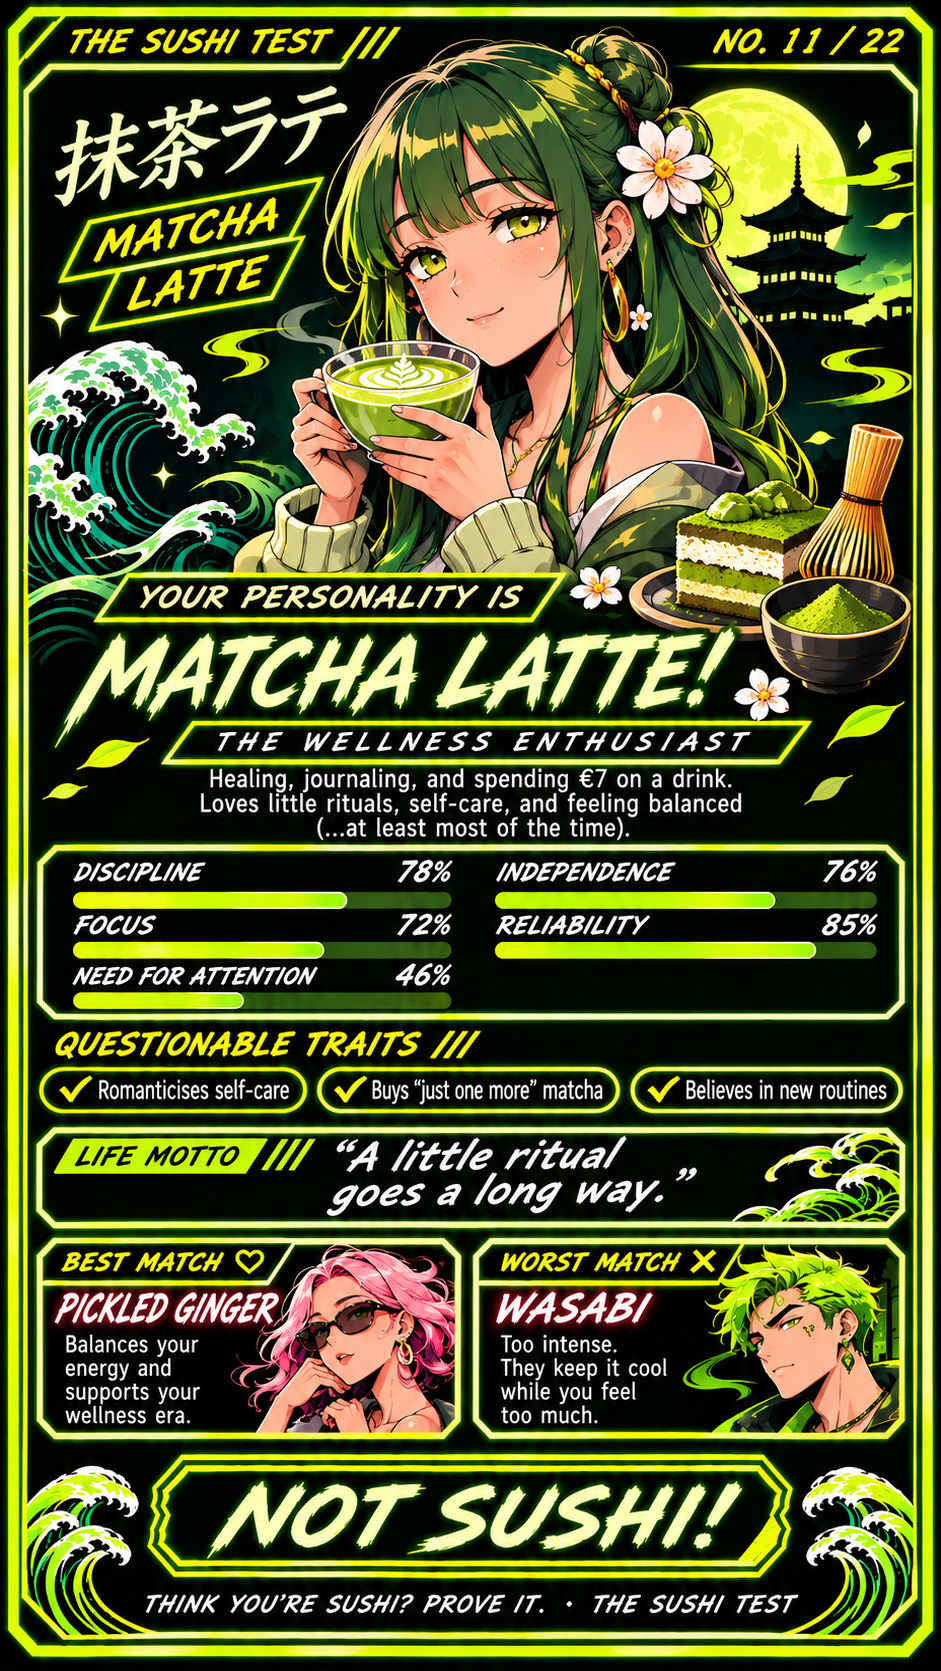 THE SUSHI TEST ///
NO. 11 / 22
抹茶ラテ
MATCHA
LATTE
YOUR PERSONALITY IS
MATCHA LATTE!
THE WELLNESS ENTHUSIAST
Healing, journaling, and spending €7 on a drink.
Loves little rituals, self-care, and feeling balanced
(...at least most of the time).
DISCIPLINE 78%
INDEPENDENCE 76%
FOCUS 72%
RELIABILITY 85%
NEED FOR ATTENTION 46%
QUESTIONABLE TRAITS ///
✓ Romanticises self-care
✓ Buys “just one more” matcha
✓ Believes in new routines
LIFE MOTTO ///
“A little ritual
goes a long way.”
BEST MATCH ♡
PICKLED GINGER
Balances your
energy and
supports your
wellness era.
WORST MATCH ✕
WASABI
Too intense.
They keep it cool
while you feel
too much.
NOT SUSHI!
THINK YOU'RE SUSHI? PROVE IT. • THE SUSHI TEST